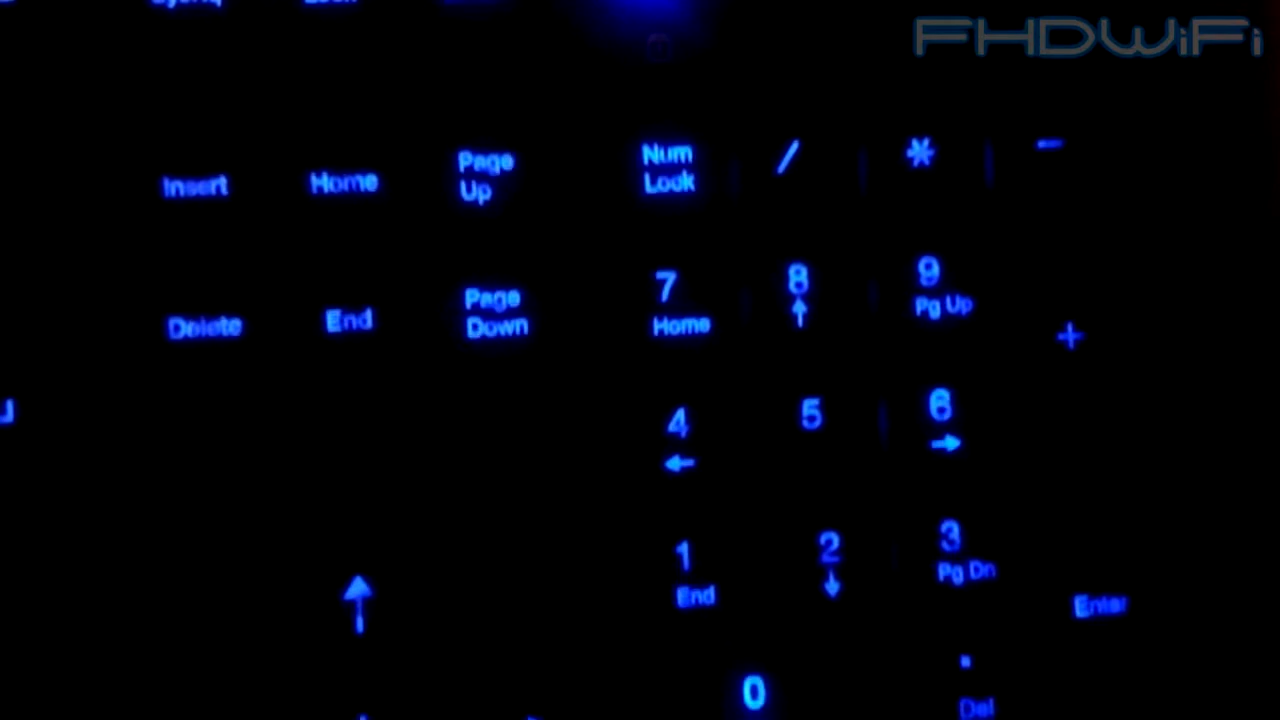 FHDWiFi
Insert Home Page Up Num Lock / * -
Delete End Page Down 7 Home 8 ↑ 9 Pg Up +
4 ← 5 6 →
1 End 2 ↓ 3 Pg Dn Enter
↑
0 . Del